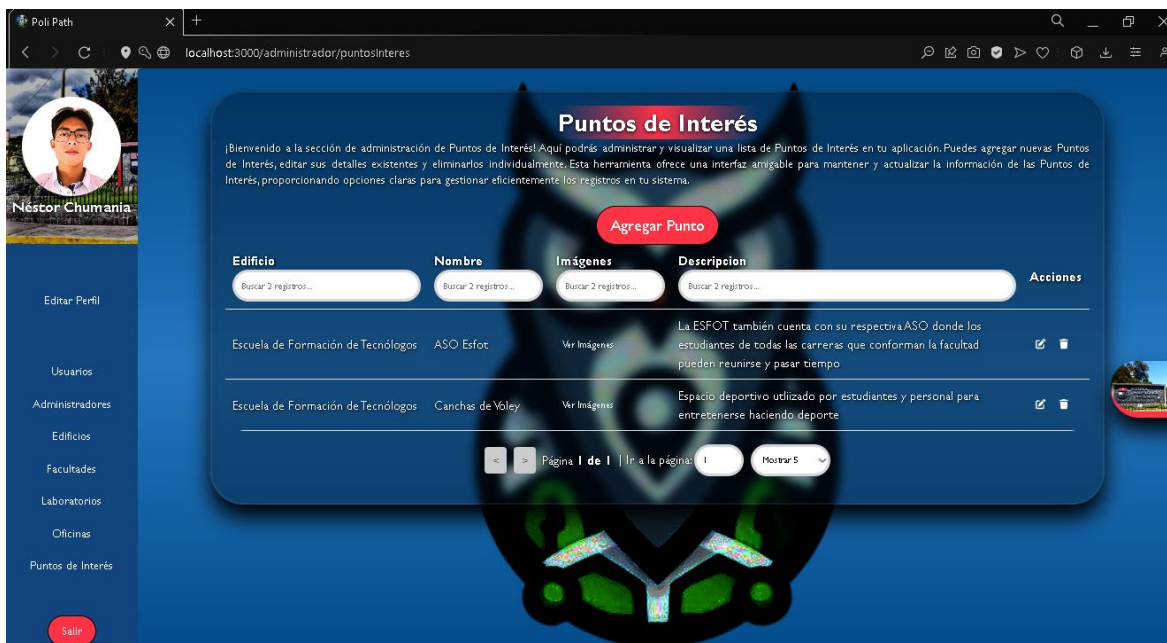 Poli Path
localhost:3000/administrador/puntosInteres
Néstor Chumania
Editar Perfil
Usuarios
Administradores
Edificios
Facultades
Laboratorios
Oficinas
Puntos de Interés
Salir
Puntos de Interés
¡Bienvenido a la sección de administración de Puntos de Interés! Aquí podrás administrar y visualizar una lista de Puntos de Interés en tu aplicación. Puedes agregar nuevas Puntos
de Interés, editar sus detalles existentes y eliminarlos individualmente. Esta herramienta ofrece una interfaz amigable para mantener y actualizar la información de las Puntos de
Interés, proporcionando opciones claras para gestionar eficientemente los registros en tu sistema.
Agregar Punto
Edificio Nombre Imágenes Descripcion Acciones
Buscar 2 registros... Buscar 2 registros... Buscar 2 registros... Buscar 2 registros...
La ESFOT también cuenta con su respectiva ASO donde los
Escuela de Formación de Tecnólogos ASO Esfot Ver Imágenes estudiantes de todas las carreras que conforman la facultad
pueden reunirse y pasar tiempo
Escuela de Formación de Tecnólogos Canchas de Voley Ver Imágenes Espacio deportivo utliizado por estudiantes y personal para
entretenerse haciendo deporte
< > Página 1 de 1 | Ir a la página: 1 Mostrar 5